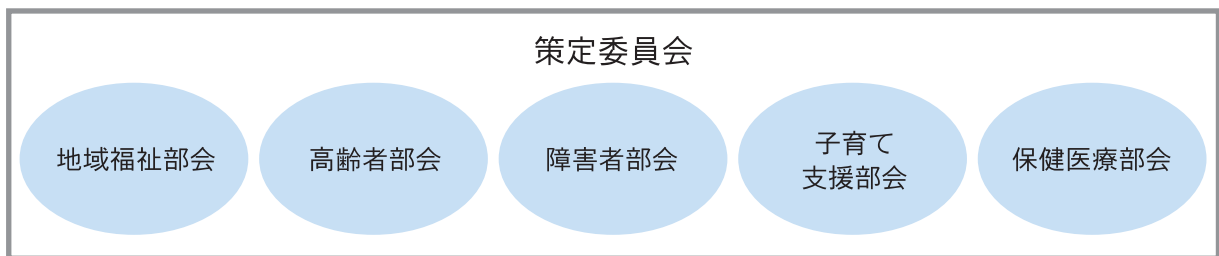 策定委員会
地域福祉部会
高齢者部会
障害者部会
子育て
支援部会
保健医療部会